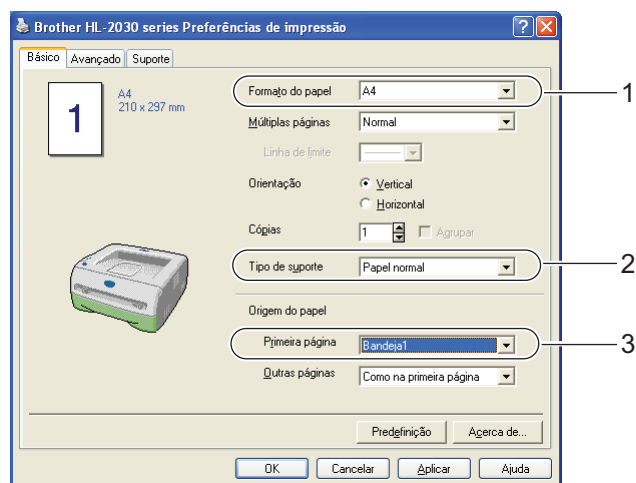 Brother HL-2030 series Preferências de impressão
Básico Avançado Suporte
A4
210 x 297 mm
1
Formato do papel A4 1
Múltiplas páginas Normal
Linha de limite
Orientação Vertical
Horizontal
Cópias 1 Agrupar
Tipo de suporte Papel normal 2
Origem do papel
Primeira página Bandeja1 3
Outras páginas Como na primeira página
Predefinição Acerca de...
OK Cancelar Aplicar Ajuda